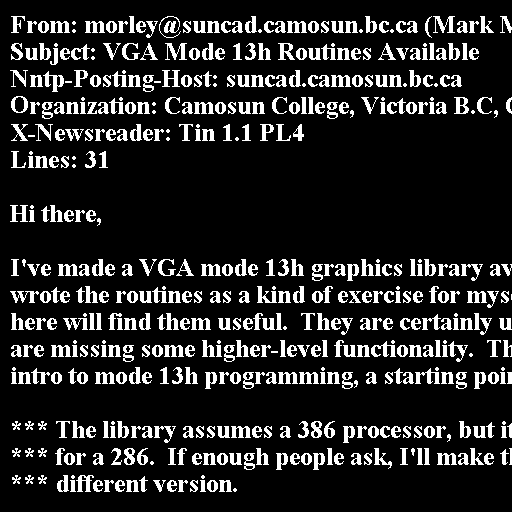 From: morley@suncad.camosun.bc.ca (Mark
Subject: VGA Mode 13h Routines Available
Nntp-Posting-Host: suncad.camosun.bc.ca
Organization: Camosun College, Victoria B.C,
X-Newsreader: Tin 1.1 PL4
Lines: 31

Hi there,

I've made a VGA mode 13h graphics library av
wrote the routines as a kind of exercise for mys
here will find them useful.  They are certainly u
are missing some higher-level functionality.  Th
intro to mode 13h programming, a starting poi

*** The library assumes a 386 processor, but it
*** for a 286.  If enough people ask, I'll make t
*** different version.